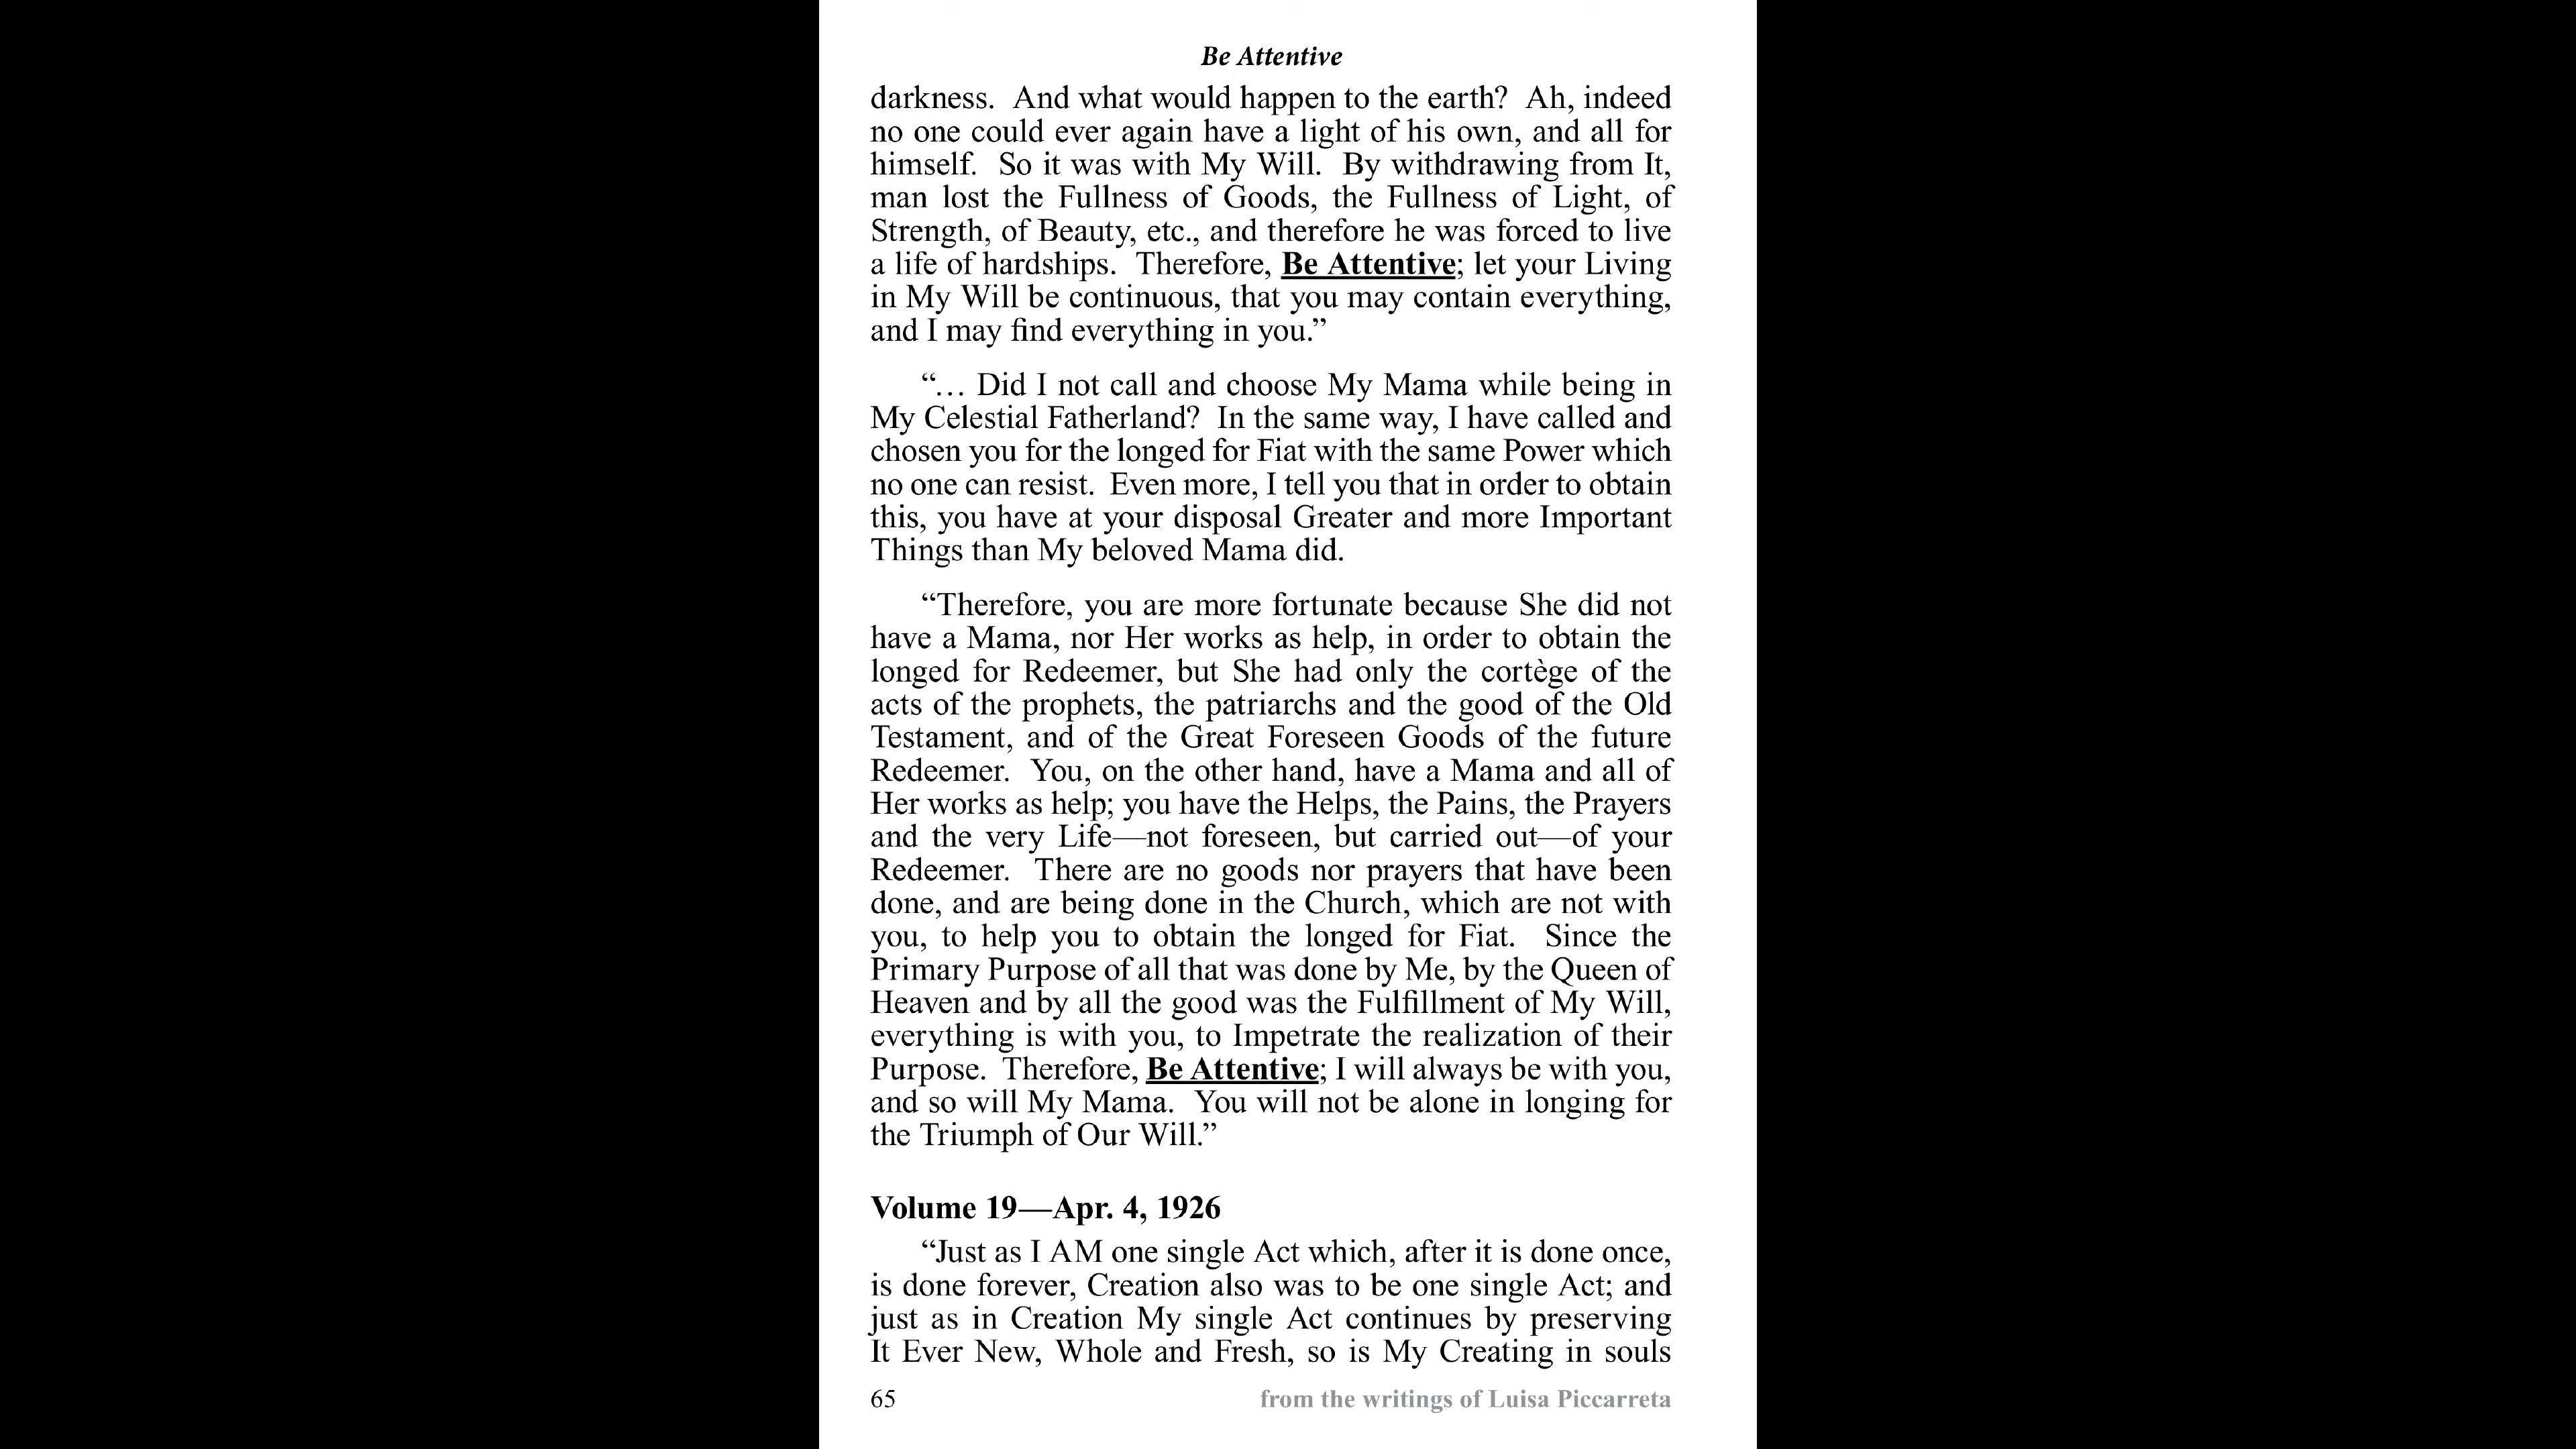 Be Attentive
darkness.  And what would happen to the earth?  Ah, indeed
no one could ever again have a light of his own, and all for
himself.  So it was with My Will.  By withdrawing from It,
man lost the Fullness of Goods, the Fullness of Light, of
Strength, of Beauty, etc., and therefore he was forced to live
a life of hardships.  Therefore, Be Attentive; let your Living
in My Will be continuous, that you may contain everything,
and I may find everything in you.”
“… Did I not call and choose My Mama while being in
My Celestial Fatherland?  In the same way, I have called and
chosen you for the longed for Fiat with the same Power which
no one can resist.  Even more, I tell you that in order to obtain
this, you have at your disposal Greater and more Important
Things than My beloved Mama did.
“Therefore, you are more fortunate because She did not
have a Mama, nor Her works as help, in order to obtain the
longed for Redeemer, but She had only the cortège of the
acts of the prophets, the patriarchs and the good of the Old
Testament, and of the Great Foreseen Goods of the future
Redeemer.  You, on the other hand, have a Mama and all of
Her works as help; you have the Helps, the Pains, the Prayers
and the very Life—not foreseen, but carried out—of your
Redeemer.  There are no goods nor prayers that have been
done, and are being done in the Church, which are not with
you, to help you to obtain the longed for Fiat.  Since the
Primary Purpose of all that was done by Me, by the Queen of
Heaven and by all the good was the Fulfillment of My Will,
everything is with you, to Impetrate the realization of their
Purpose.  Therefore, Be Attentive; I will always be with you,
and so will My Mama.  You will not be alone in longing for
the Triumph of Our Will.”
Volume 19—Apr. 4, 1926
“Just as I AM one single Act which, after it is done once,
is done forever, Creation also was to be one single Act; and
just as in Creation My single Act continues by preserving
It Ever New, Whole and Fresh, so is My Creating in souls
65 from the writings of Luisa Piccarreta